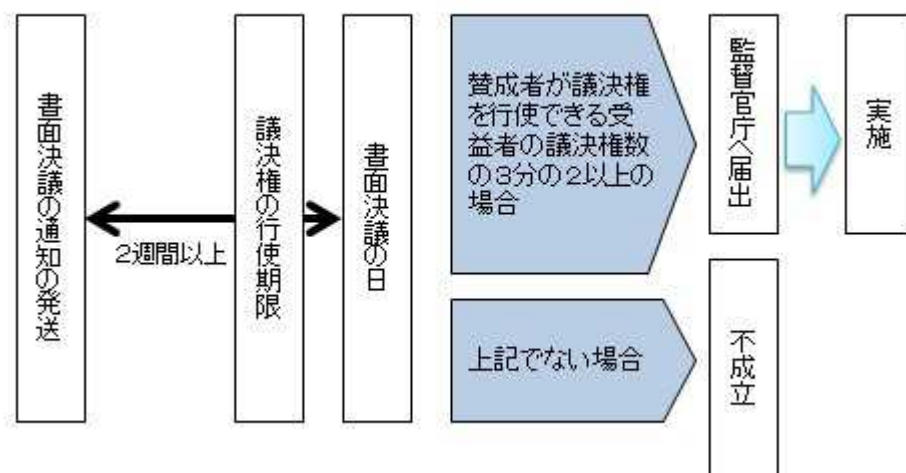 書面決議の通知の発送
2週間以上
議決権の行使期限
書面決議の日
賛成者が議決権
を行使できる受
益者の議決権数
の3分の2以上の
場合
監督官庁へ届出
実施
上記でない場合
不成立